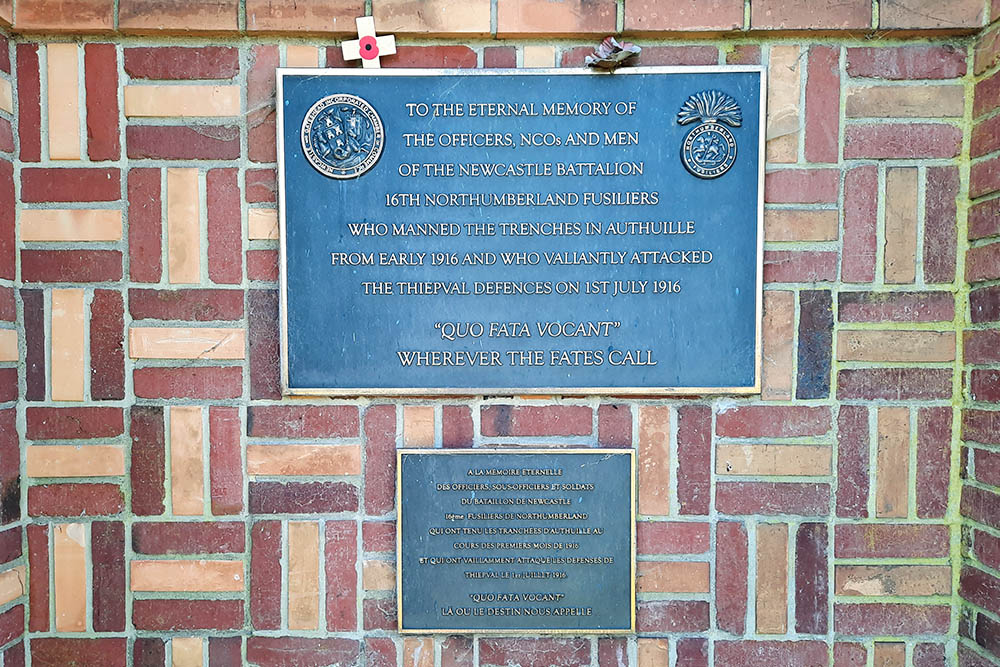 TO THE ETERNAL MEMORY OF
THE OFFICERS, NCOs AND MEN
OF THE NEWCASTLE BATTALION
16TH NORTHUMBERLAND FUSILIERS
WHO MANNED THE TRENCHES IN AUTHUILLE
FROM EARLY 1916 AND WHO VALIANTLY ATTACKED
THE THIEPVAL DEFENCES ON 1ST JULY 1916
"QUO FATA VOCANT"
WHEREVER THE FATES CALL
A LA MEMOIRE ETERNELLE
DES OFFICIERS, SOUS-OFFICIERS ET SOLDATS
DU BATAILLON DE NEWCASTLE
16eme FUSILIERS DE NORTHUMBERLAND
QUI ONT TENU LES TRANCHÉES D'AUTHUILLE AU
COURS DES PREMIERS MOIS DE 1916
ET QUI ONT VAILLAMMENT ATTAQUE LES DEFENSES DE
THIEPVAL LE 1er JUILLET 1916.
"QUO FATA VOCANT"
LÀ OU LE DESTIN NOUS APPELLE